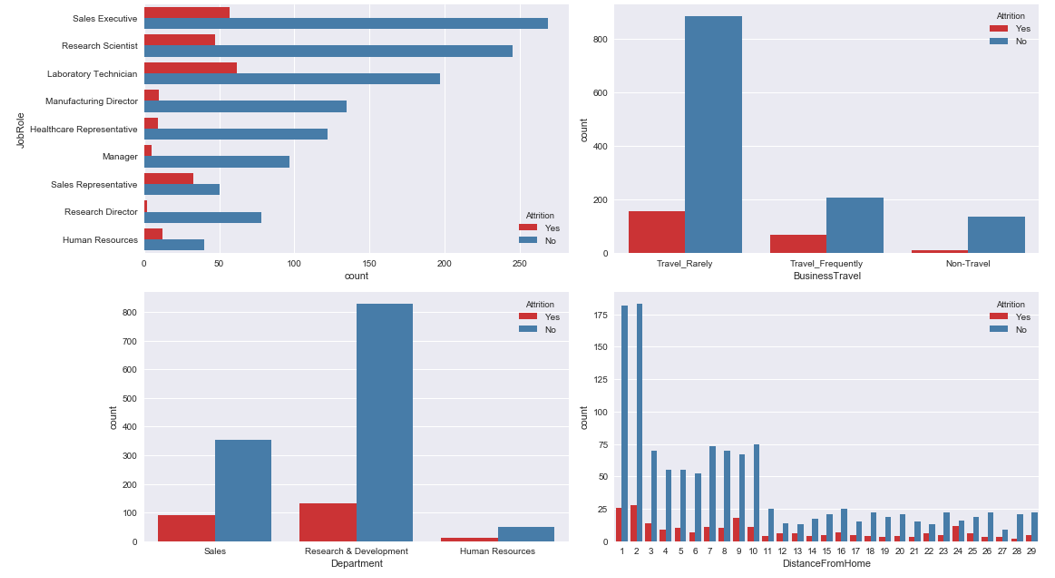 JobRole
Sales Executive
Research Scientist
Laboratory Technician
Manufacturing Director
Healthcare Representative
Manager
Sales Representative
Research Director
Human Resources
Attrition
Yes
No
0 50 100 150 200 250
count
count
800
600
400
200
0
Attrition
Yes
No
Travel_Rarely Travel_Frequently Non-Travel
BusinessTravel
count
800
700
600
500
400
300
200
100
0
Attrition
Yes
No
Sales Research & Development Human Resources
Department
count
175
150
125
100
75
50
25
0
Attrition
Yes
No
1 2 3 4 5 6 7 8 9 10 11 12 13 14 15 16 17 18 19 20 21 22 23 24 25 26 27 28 29
DistanceFromHome